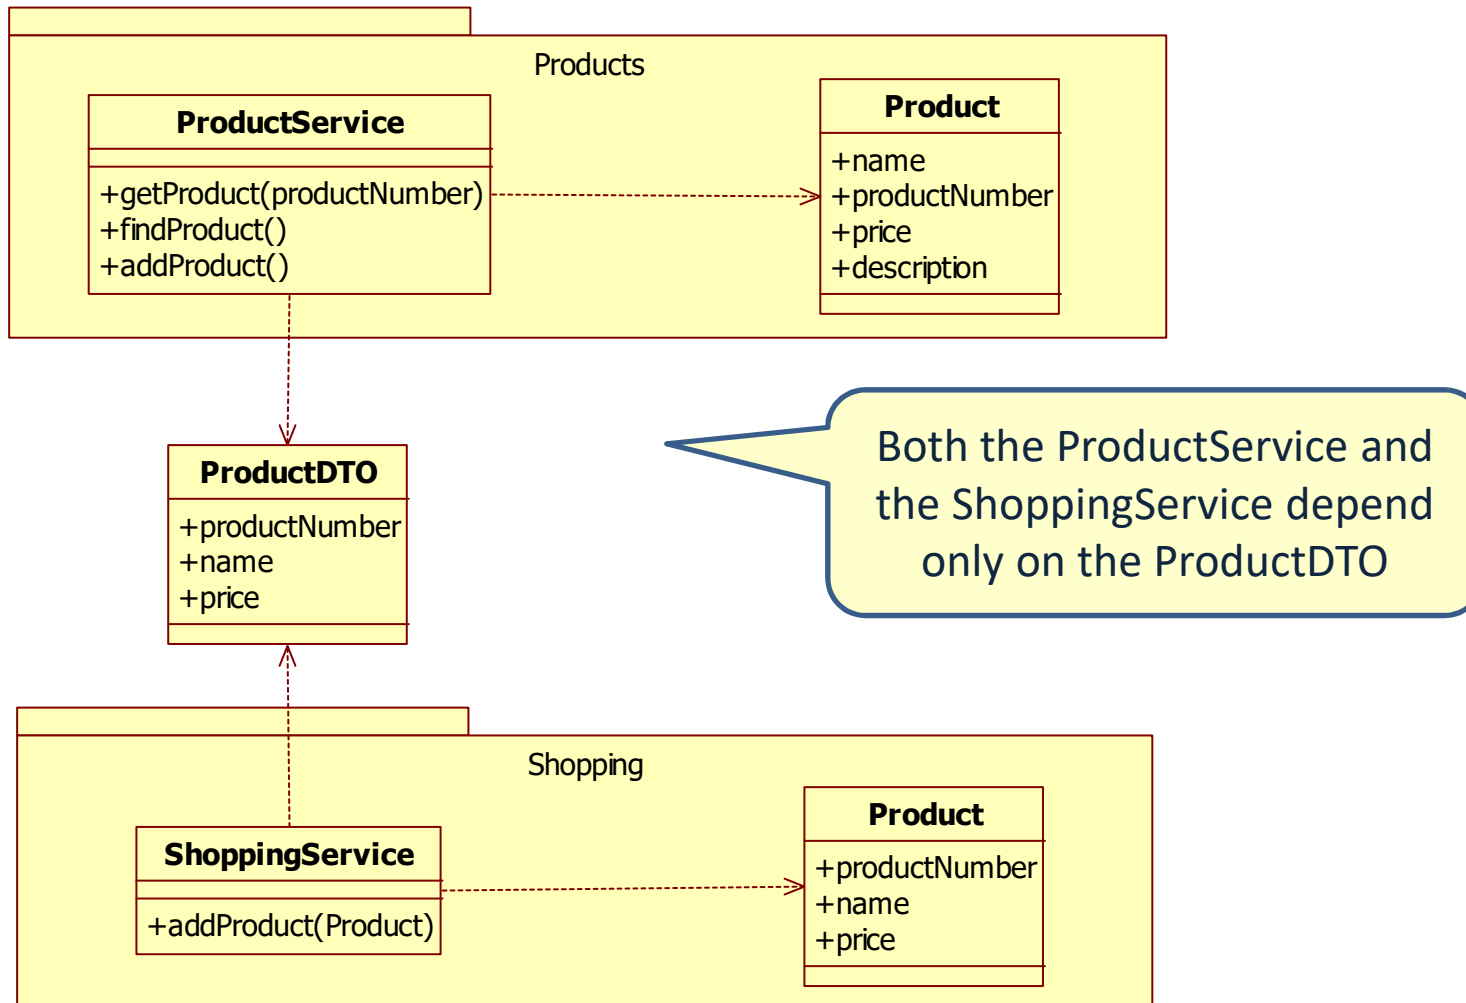 Products
ProductService
+getProduct(productNumber)
+findProduct()
+addProduct()
Product
+name
+productNumber
+price
+description
ProductDTO
+productNumber
+name
+price
Both the ProductService and
the ShoppingService depend
only on the ProductDTO
Shopping
ShoppingService
+addProduct(Product)
Product
+productNumber
+name
+price